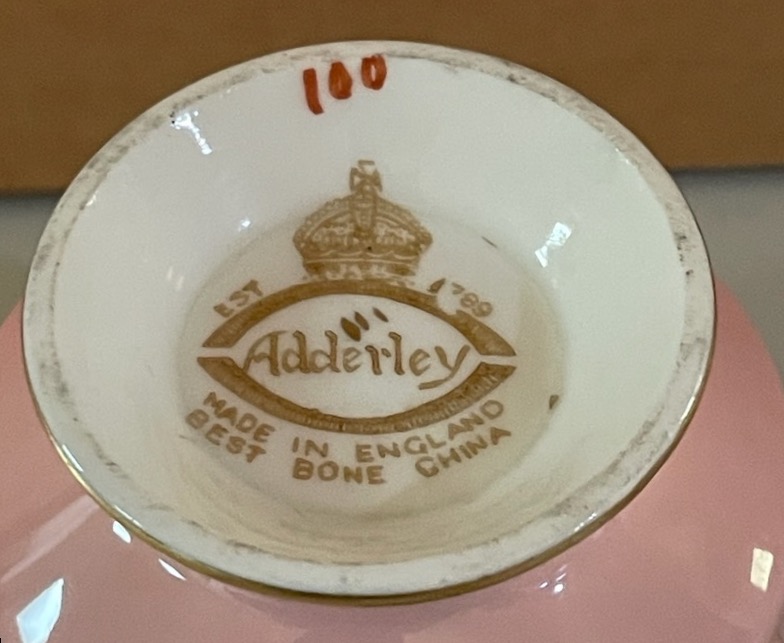 100
EST 1789
Adderley
MADE IN ENGLAND
BEST BONE CHINA